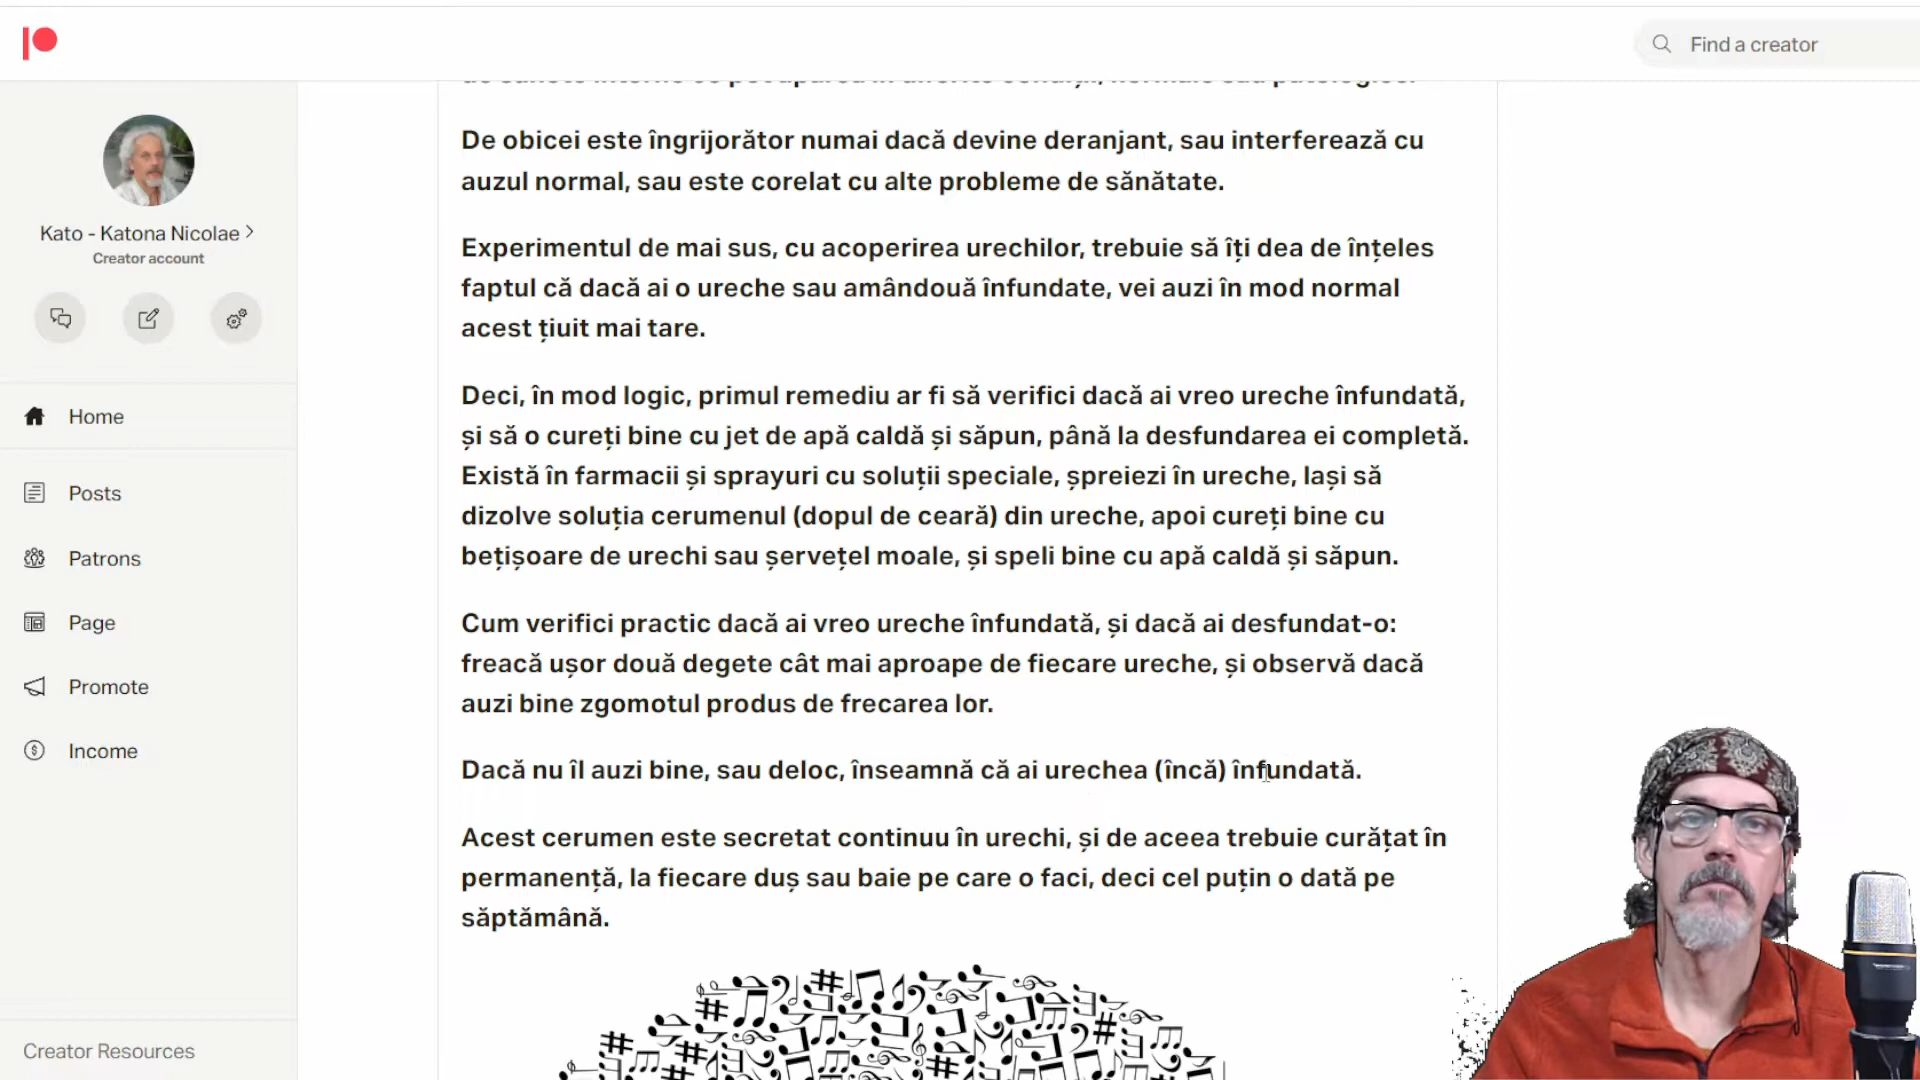 Find a creator
Kato - Katona Nicolae
Creator account
Home
Posts
Patrons
Page
Promote
Income
Creator Resources
De obicei este îngrijorător numai dacă devine deranjant, sau interferează cu
auzul normal, sau este corelat cu alte probleme de sănătate.
Experimentul de mai sus, cu acoperirea urechilor, trebuie să îți dea de înțeles
faptul că dacă ai o ureche sau amândouă înfundate, vei auzi în mod normal
acest țiuit mai tare.
Deci, în mod logic, primul remediu ar fi să verifici dacă ai vreo ureche înfundată,
și să o cureți bine cu jet de apă caldă și săpun, până la desfundarea ei completă.
Există în farmacii și sprayuri cu soluții speciale, șpreiezi în ureche, lași să
dizolve soluția cerumenul (dopul de ceară) din ureche, apoi cureți bine cu
bețișoare de urechi sau șervețel moale, și speli bine cu apă caldă și săpun.
Cum verifici practic dacă ai vreo ureche înfundată, și dacă ai desfundat-o:
freacă ușor două degete cât mai aproape de fiecare ureche, și observă dacă
auzi bine zgomotul produs de frecarea lor.
Dacă nu îl auzi bine, sau deloc, înseamnă că ai urechea (încă) înfundată.
Acest cerumen este secretat continuu în urechi, și de aceea trebuie curățat în
permanență, la fiecare duș sau baie pe care o faci, deci cel puțin o dată pe
săptămână.